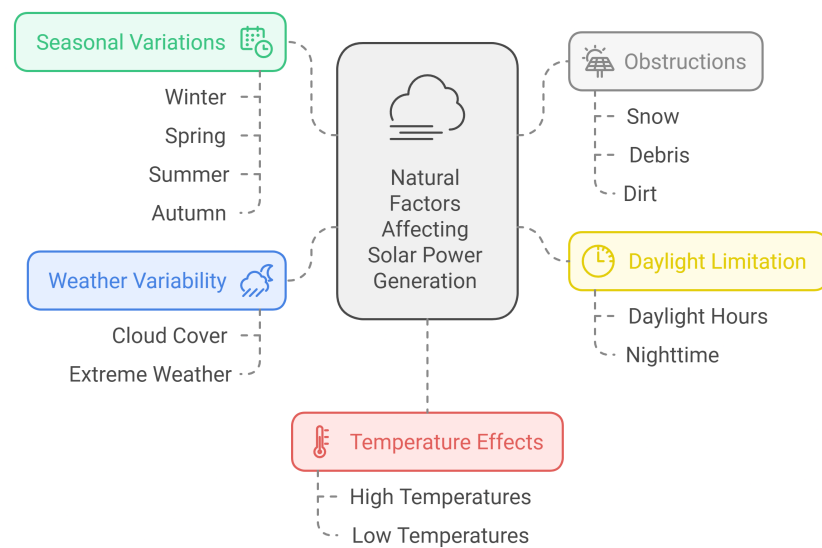 Seasonal Variations
Winter
Spring
Summer
Autumn
Weather Variability
Cloud Cover
Extreme Weather
Natural
Factors
Affecting
Solar Power
Generation
Obstructions
Snow
Debris
Dirt
Daylight Limitation
Daylight Hours
Nighttime
Temperature Effects
High Temperatures
Low Temperatures